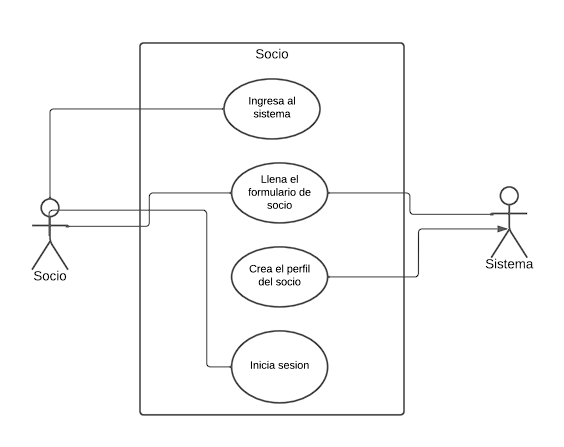 Socio
Ingresa al
sistema
Llena el
formulario de
socio
Crea el perfil
del socio
Inicia sesion
Socio
Sistema